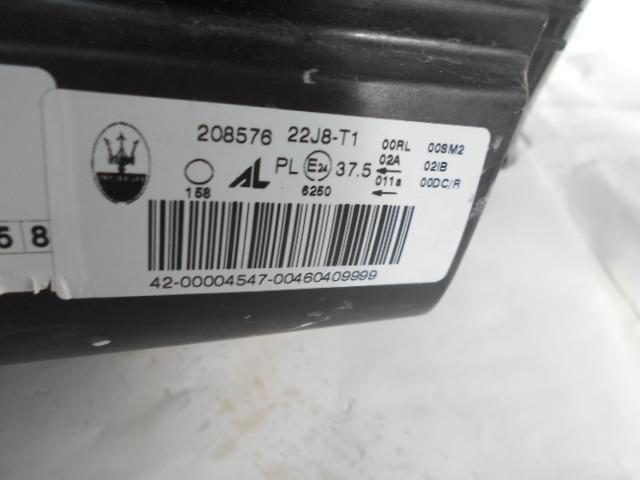 208576 22J8-T1
00RL 00SM2
PL E24 37.5 02A 02IB
011a 00DC/R
158 AL 6250
58
42-00004547-00460409999